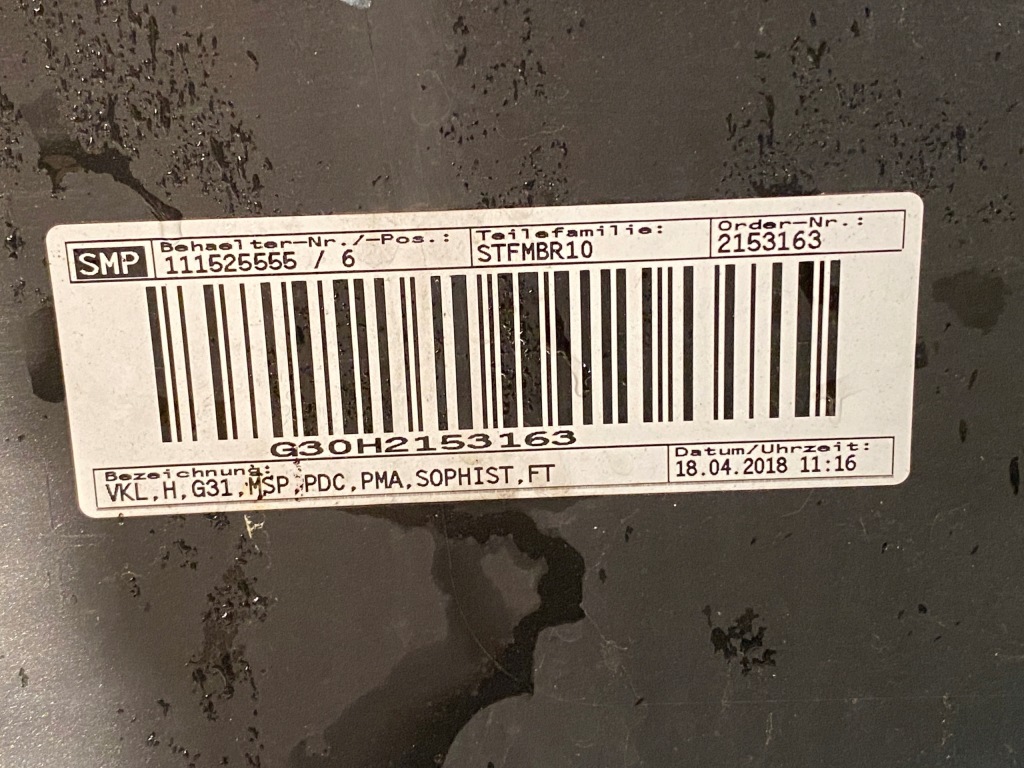 SMP
Behaelter-Nr./-Pos.:
111525555 / 6
Teilefamilie:
STFMBR10
Order-Nr.:
2153163
G30H2153163
Bezeichnung:
VKL,H,G31,MSP,PDC,PMA,SOPHIST,FT
Datum/Uhrzeit:
18.04.2018 11:16